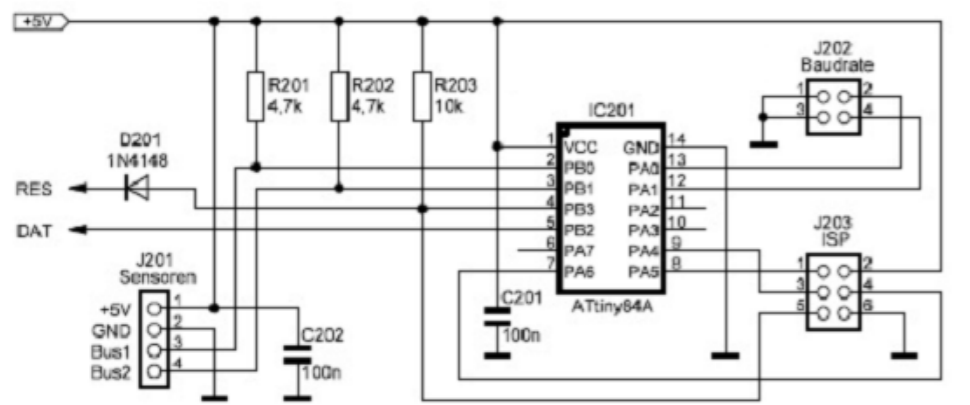 +5V
J202
Baudrate
1 2
3 4
R201
4,7k
R202
4,7k
R203
10k
IC201
D201
1N4148
RES
DAT
1 VCC GND 14
2 PB0 PA0 13
3 PB1 PA1 12
4 PB3 PA2 11
5 PB2 PA3 10
6 PA7 PA4 9
7 PA6 PA5 8
ATtiny84A
J203
ISP
1 2
3 4
5 6
J201
Sensoren
+5V 1
GND 2
Bus1 3
Bus2 4
C202
100n
C201
100n